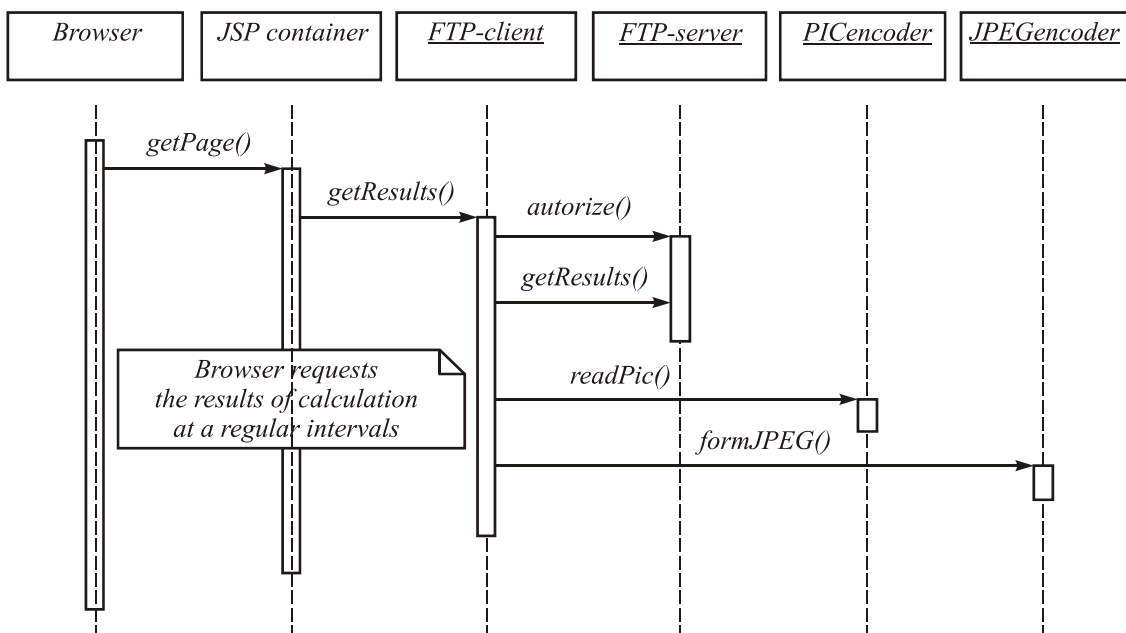 Browser
JSP container
FTP-client
FTP-server
PICencoder
JPEGencoder
getPage()
getResults()
autorize()
getResults()
Browser requests
the results of calculation
at a regular intervals
readPic()
formJPEG()